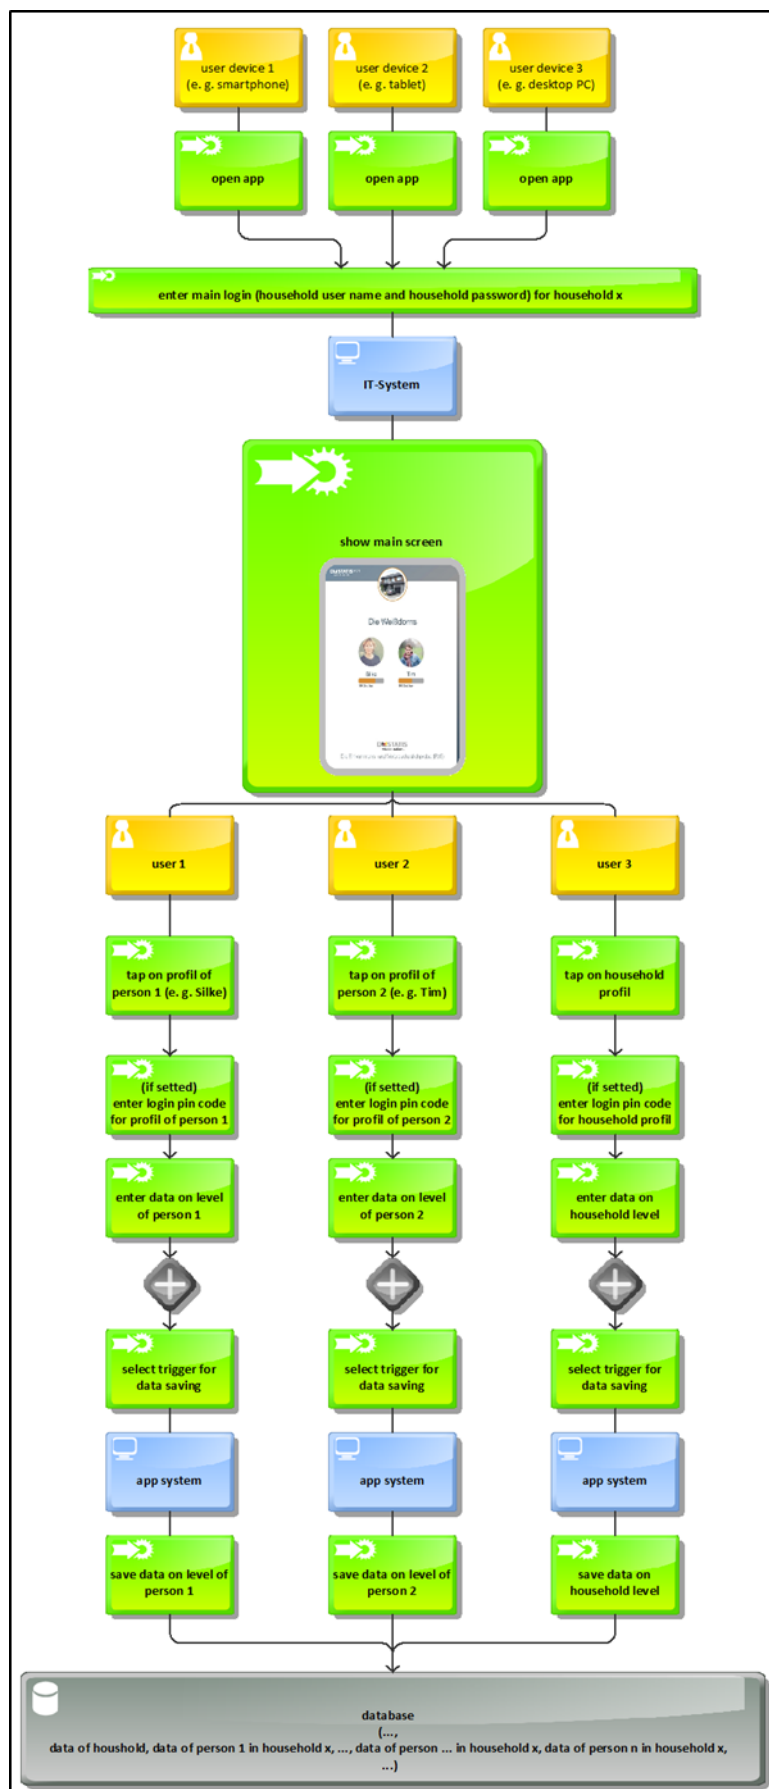 user device 1
(e. g. smartphone)
user device 2
(e. g. tablet)
user device 3
(e. g. desktop PC)
open app
open app
open app
enter main login (household user name and household password) for household x
IT-System
show main screen
Die Weißdorns
Silke
Tim
user 1
user 2
user 3
tap on profil of
person 1 (e. g. Silke)
tap on profil of
person 2 (e. g. Tim)
tap on household
profil
(if setted)
enter login pin code
for profil of person 1
(if setted)
enter login pin code
for profil of person 2
(if setted)
enter login pin code
for household profil
enter data on level
of person 1
enter data on level
of person 2
enter data on
household level
select trigger for
data saving
select trigger for
data saving
select trigger for
data saving
app system
app system
app system
save data on level of
person 1
save data on level of
person 2
save data on
household level
database
(...,
data of houshold, data of person 1 in household x, ..., data of person ... in household x, data of person n in household x,
...)